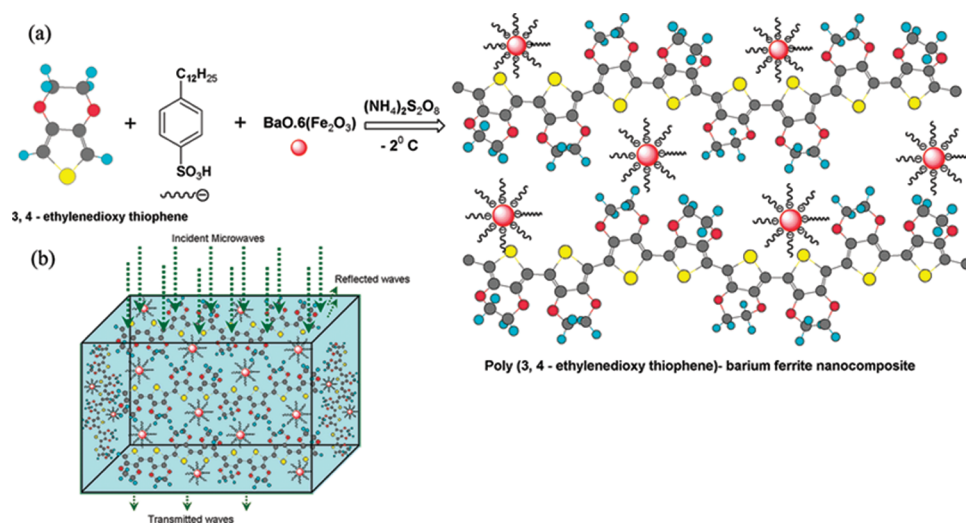 (a)
C12H25
SO3H
+
+
BaO.6(Fe2O3)
(NH4)2S2O8
- 2⁰ C
3, 4 - ethylenedioxy thiophene
Poly (3, 4 - ethylenedioxy thiophene)- barium ferrite nanocomposite
(b)
Incident Microwaves
Reflected waves
Transmitted waves